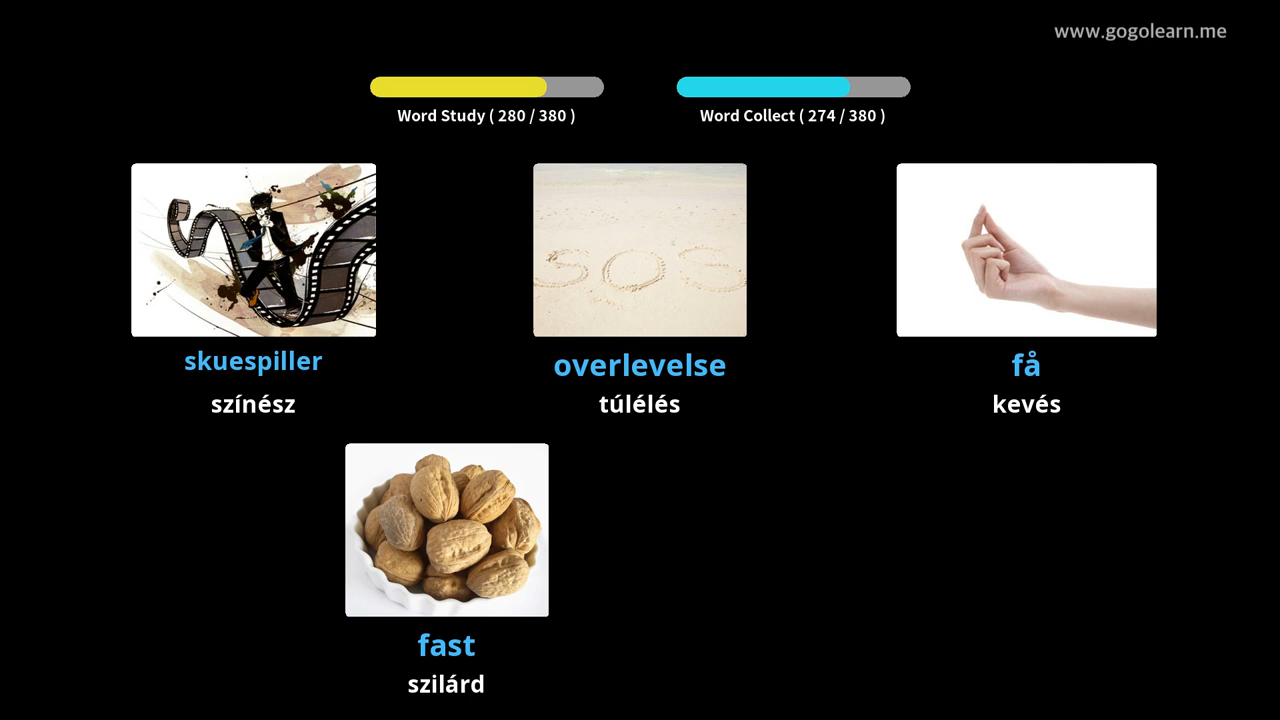 www.gogolearn.me
Word Study ( 280 / 380 )
Word Collect ( 274 / 380 )
SOS
skuespiller
overlevelse
få
színész
túlélés
kevés
fast
szilárd